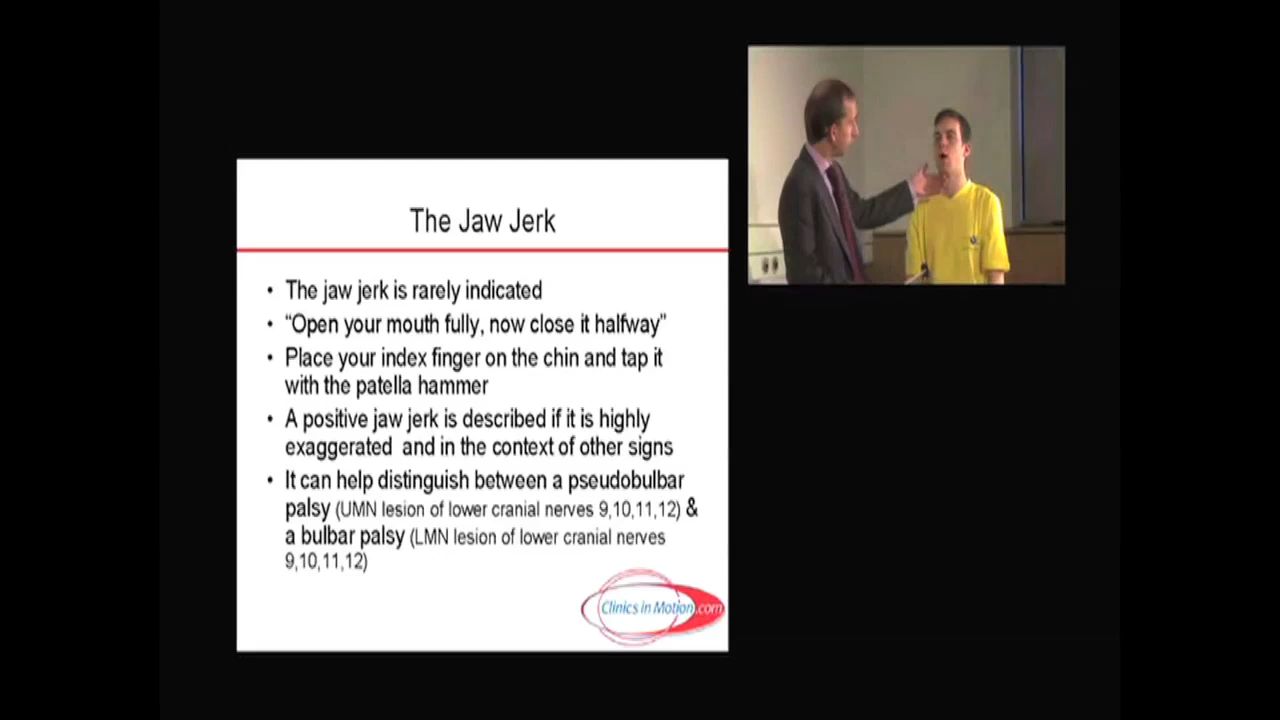 The Jaw Jerk
• The jaw jerk is rarely indicated
• “Open your mouth fully, now close it halfway”
• Place your index finger on the chin and tap it
with the patella hammer
• A positive jaw jerk is described if it is highly
exaggerated and in the context of other signs
• It can help distinguish between a pseudobulbar
palsy (UMN lesion of lower cranial nerves 9,10,11,12) &
a bulbar palsy (LMN lesion of lower cranial nerves
9,10,11,12)
Clinics in Motion.com